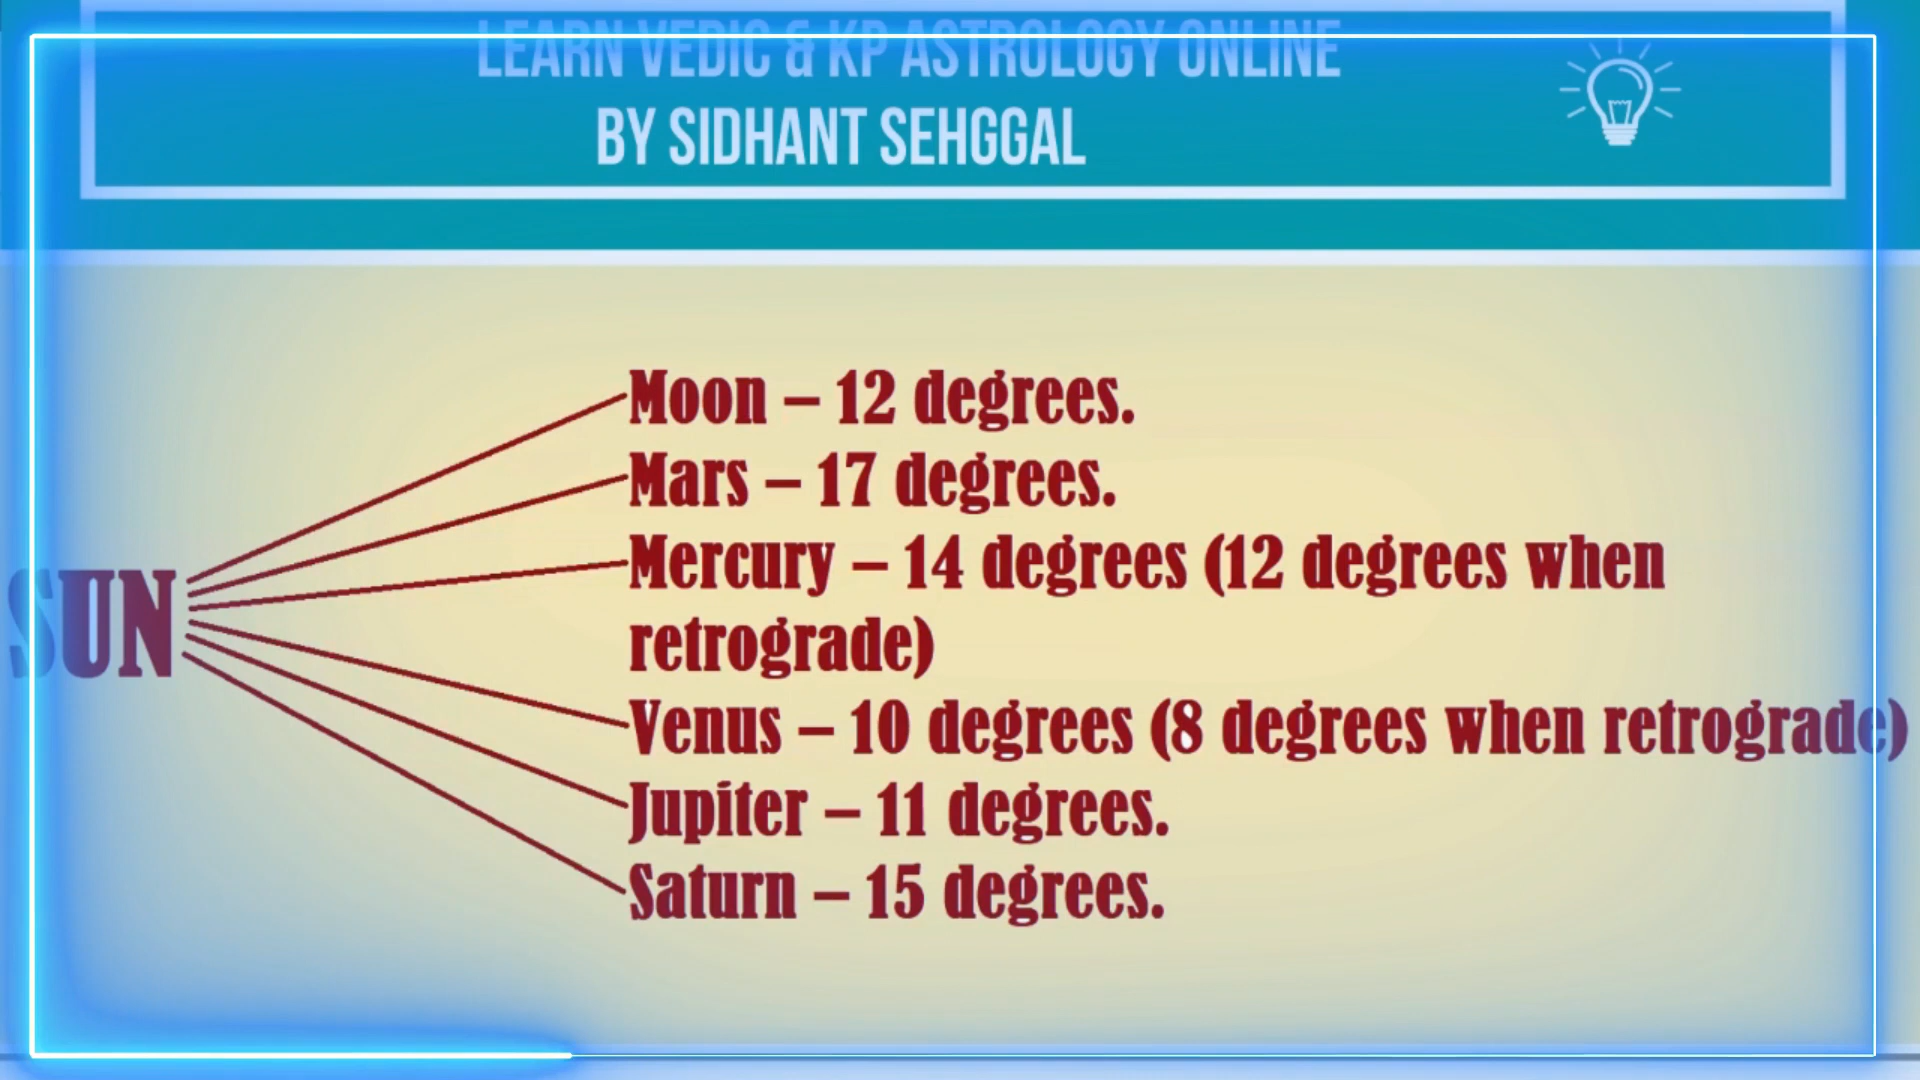 LEARN VEDIC & KP ASTROLOGY ONLINE
BY SIDHANT SEHGGAL
Moon – 12 degrees.
Mars – 17 degrees.
Mercury – 14 degrees (12 degrees when
retrograde)
SUN
Venus – 10 degrees (8 degrees when retrograde)
Jupiter – 11 degrees.
Saturn – 15 degrees.